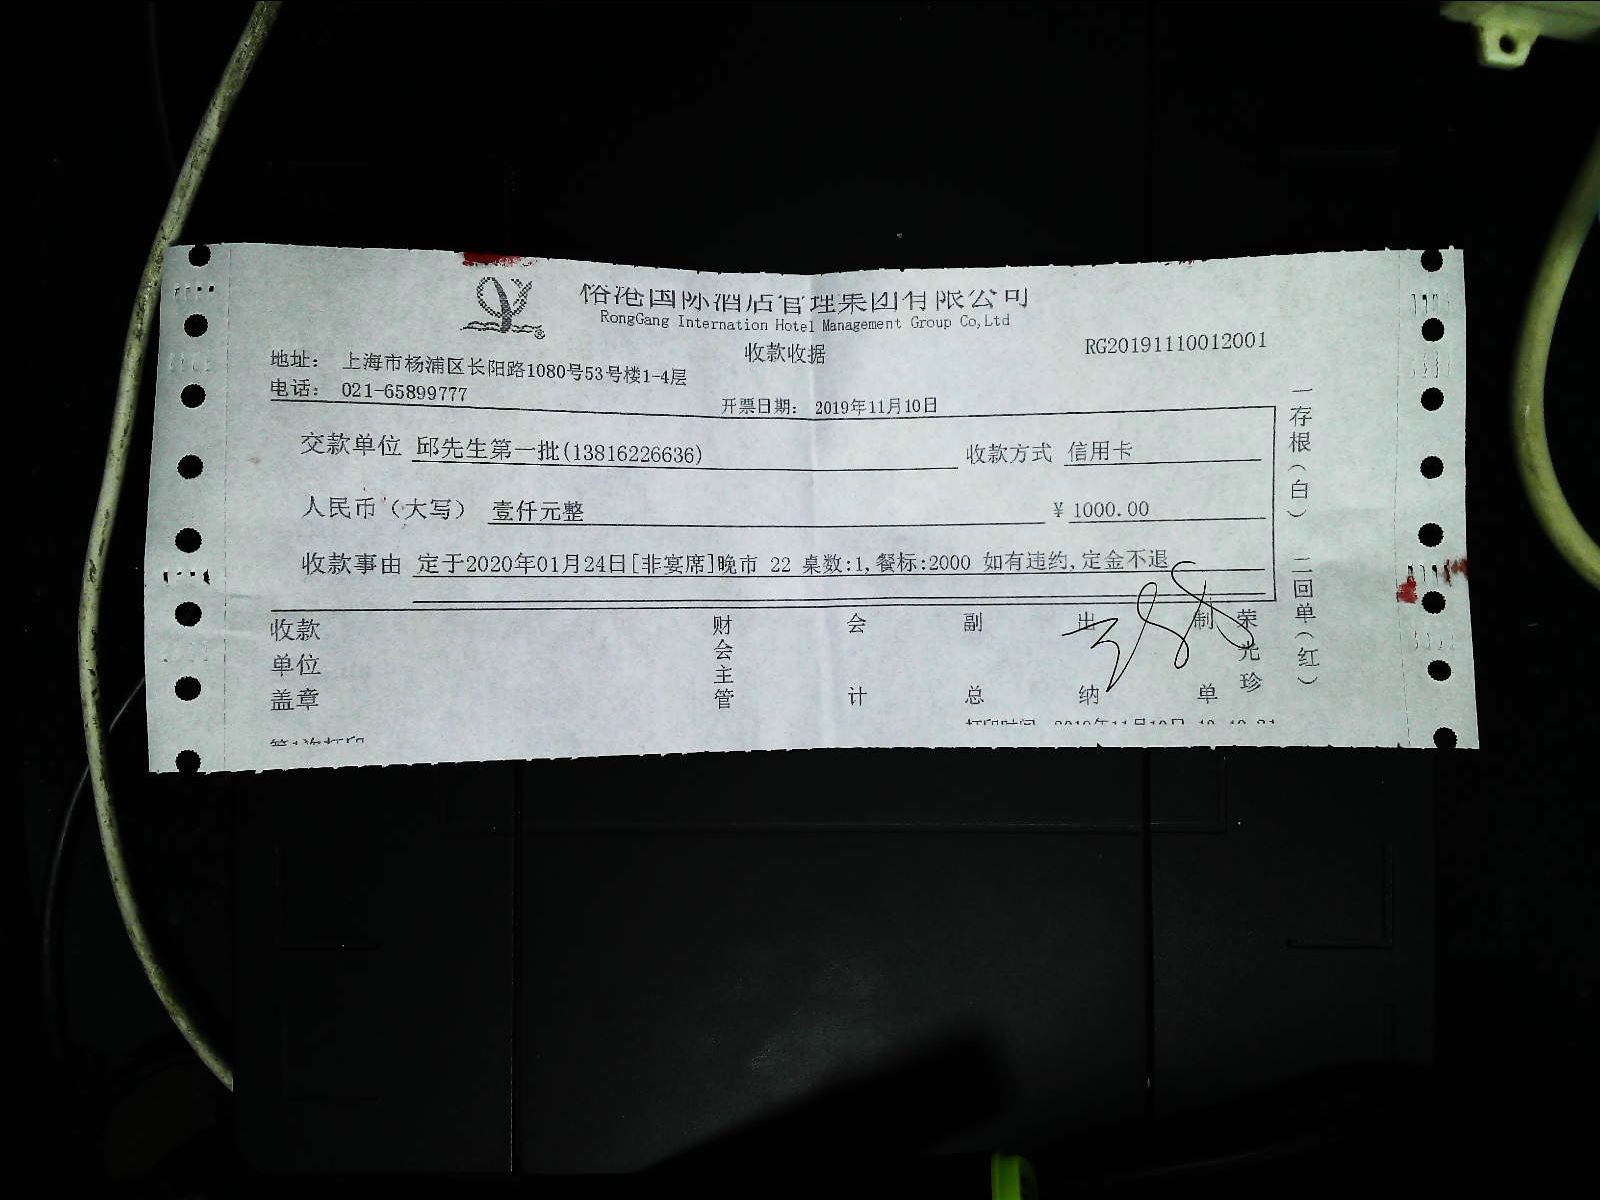 国际酒店管理集团有限公司
RongGang Internation Hotel Management Group Co,Ltd
收款收据
RG20191110012001
地址： 上海市杨浦区长阳路1080号53号楼1-4层
电话： 021-65899777
开票日期： 2019年11月10日
交款单位 邱先生第一批(13816226636) 收款方式 信用卡
人民币（大写） 壹仟元整 ￥1000.00
收款事由 定于2020年01月24日[非宴席]晚市 22 桌数:1,餐标:2000 如有违约,定金不退
收款单位盖章 财会主管 会计 副总 出纳 制单 荣光珍
一存根（白） 二回单（红）
第1次打印